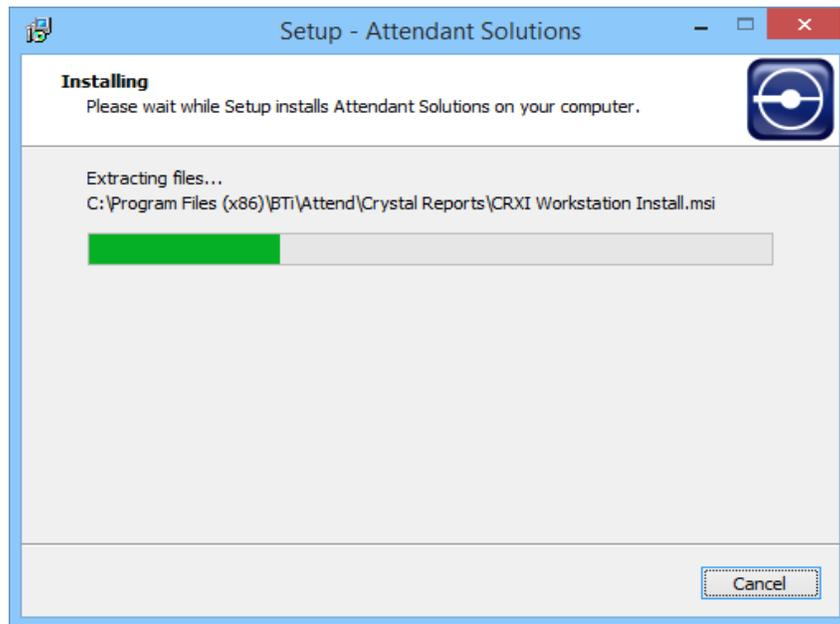 Setup - Attendant Solutions
Installing
Please wait while Setup installs Attendant Solutions on your computer.
Extracting files...
C:\Program Files (x86)\BTi\Attend\Crystal Reports\CRXI Workstation Install.msi
Cancel